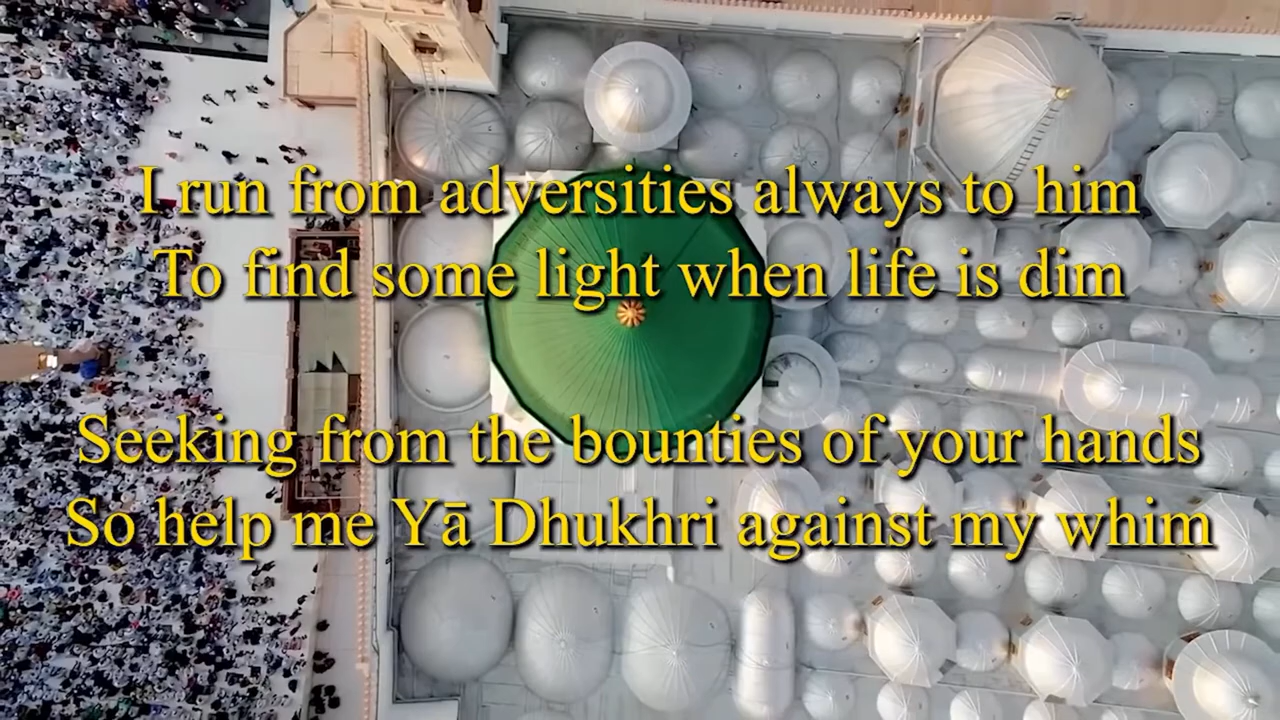 I run from adversities always to him
To find some light when life is dim
Seeking from the bounties of your hands
So help me Yā Dhukhri against my whim